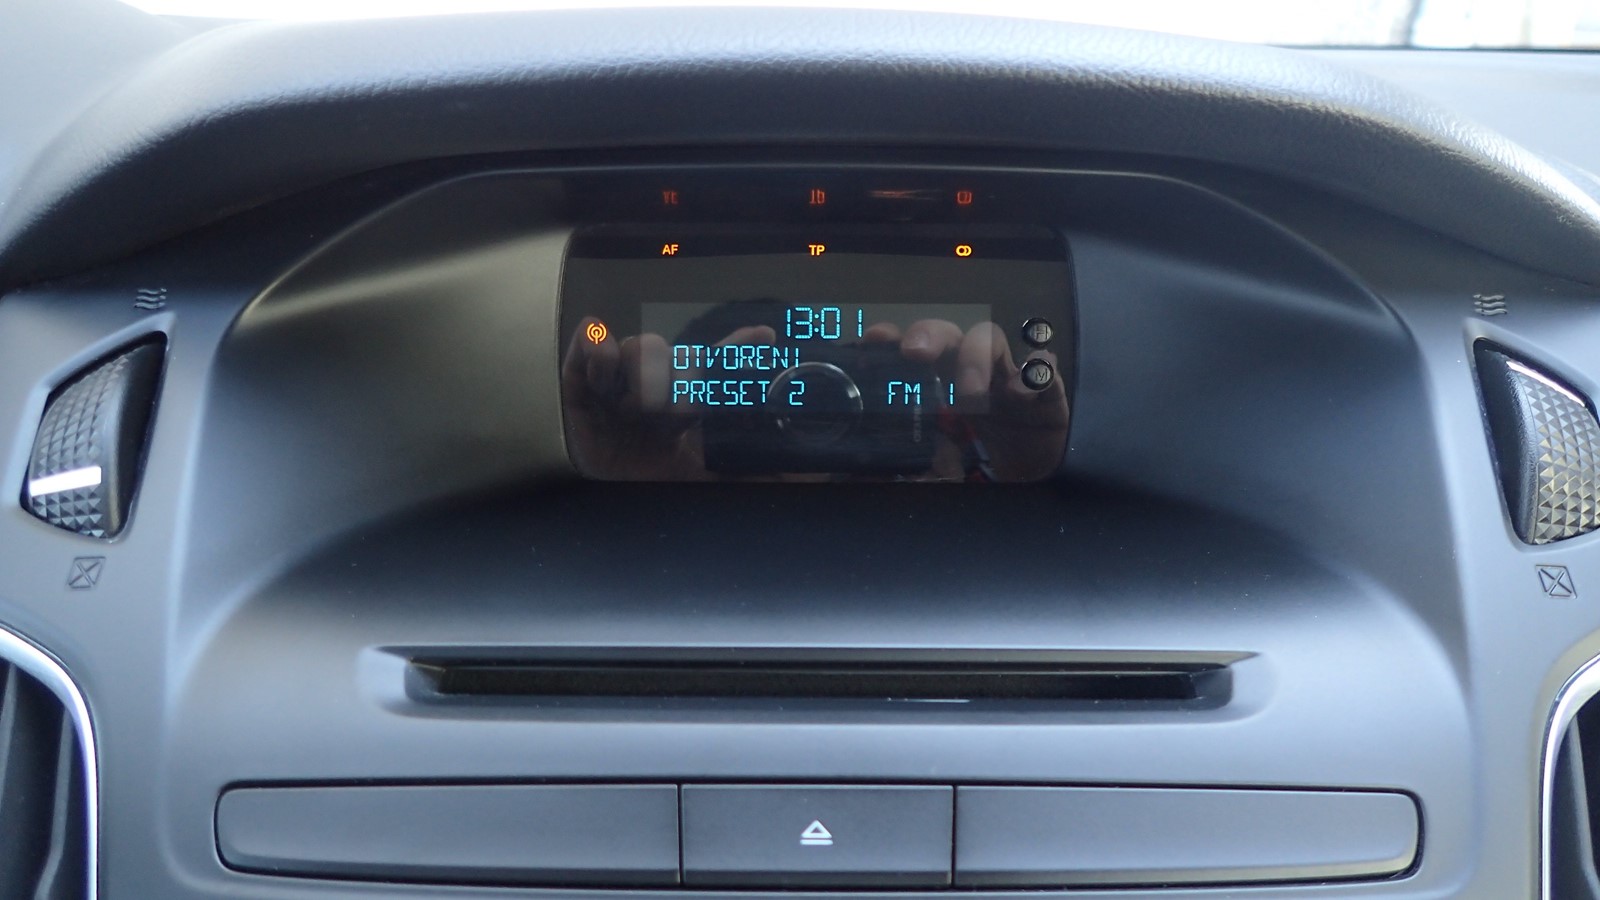 AF TP
13:01
H
OTVORENI
M
PRESET 2 FM 1